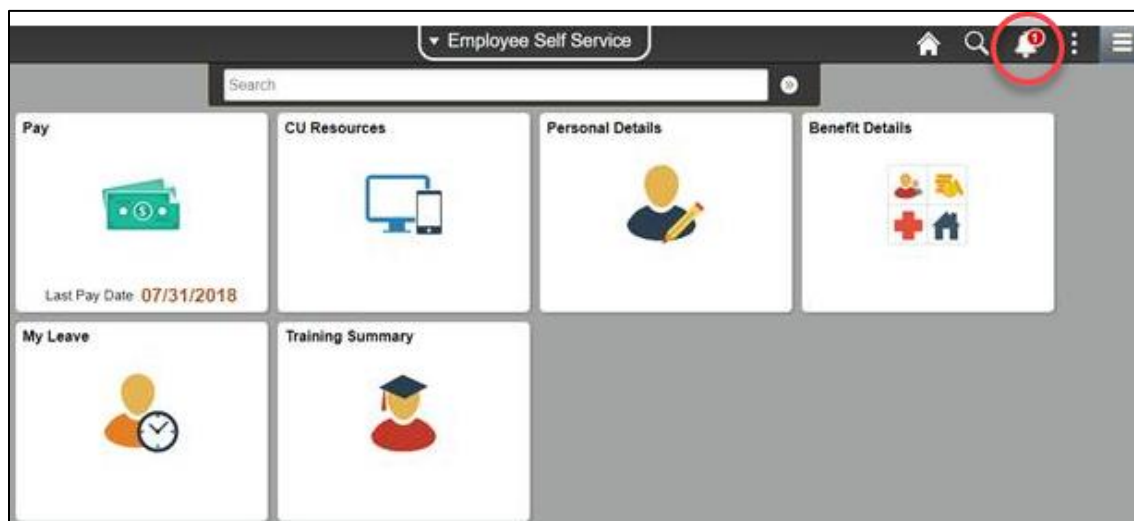 Employee Self Service
1
Search
Pay
CU Resources
Personal Details
Benefit Details
Last Pay Date 07/31/2018
My Leave
Training Summary